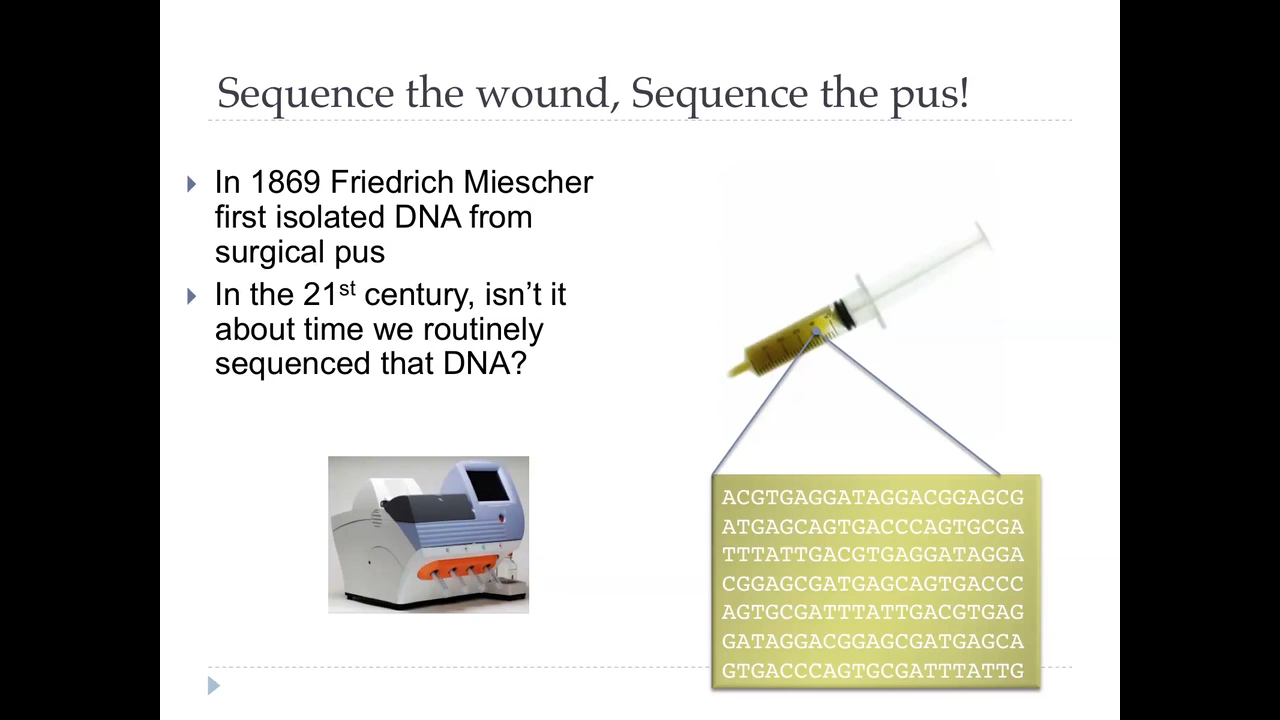 Sequence the wound, Sequence the pus!
In 1869 Friedrich Miescher
first isolated DNA from
surgical pus
In the 21st century, isn’t it
about time we routinely
sequenced that DNA?
ACGTGAGGATAGGACGGAGCG
ATGAGCAGTGACCCAGTGCGA
TTTATTGACGTGAGGATAGGA
CGGAGCGATGAGCAGTGACCC
AGTGCGATTTATTGACGTGAG
GATAGGACGGAGCGATGAGCA
GTGACCCAGTGCGATTTATTG